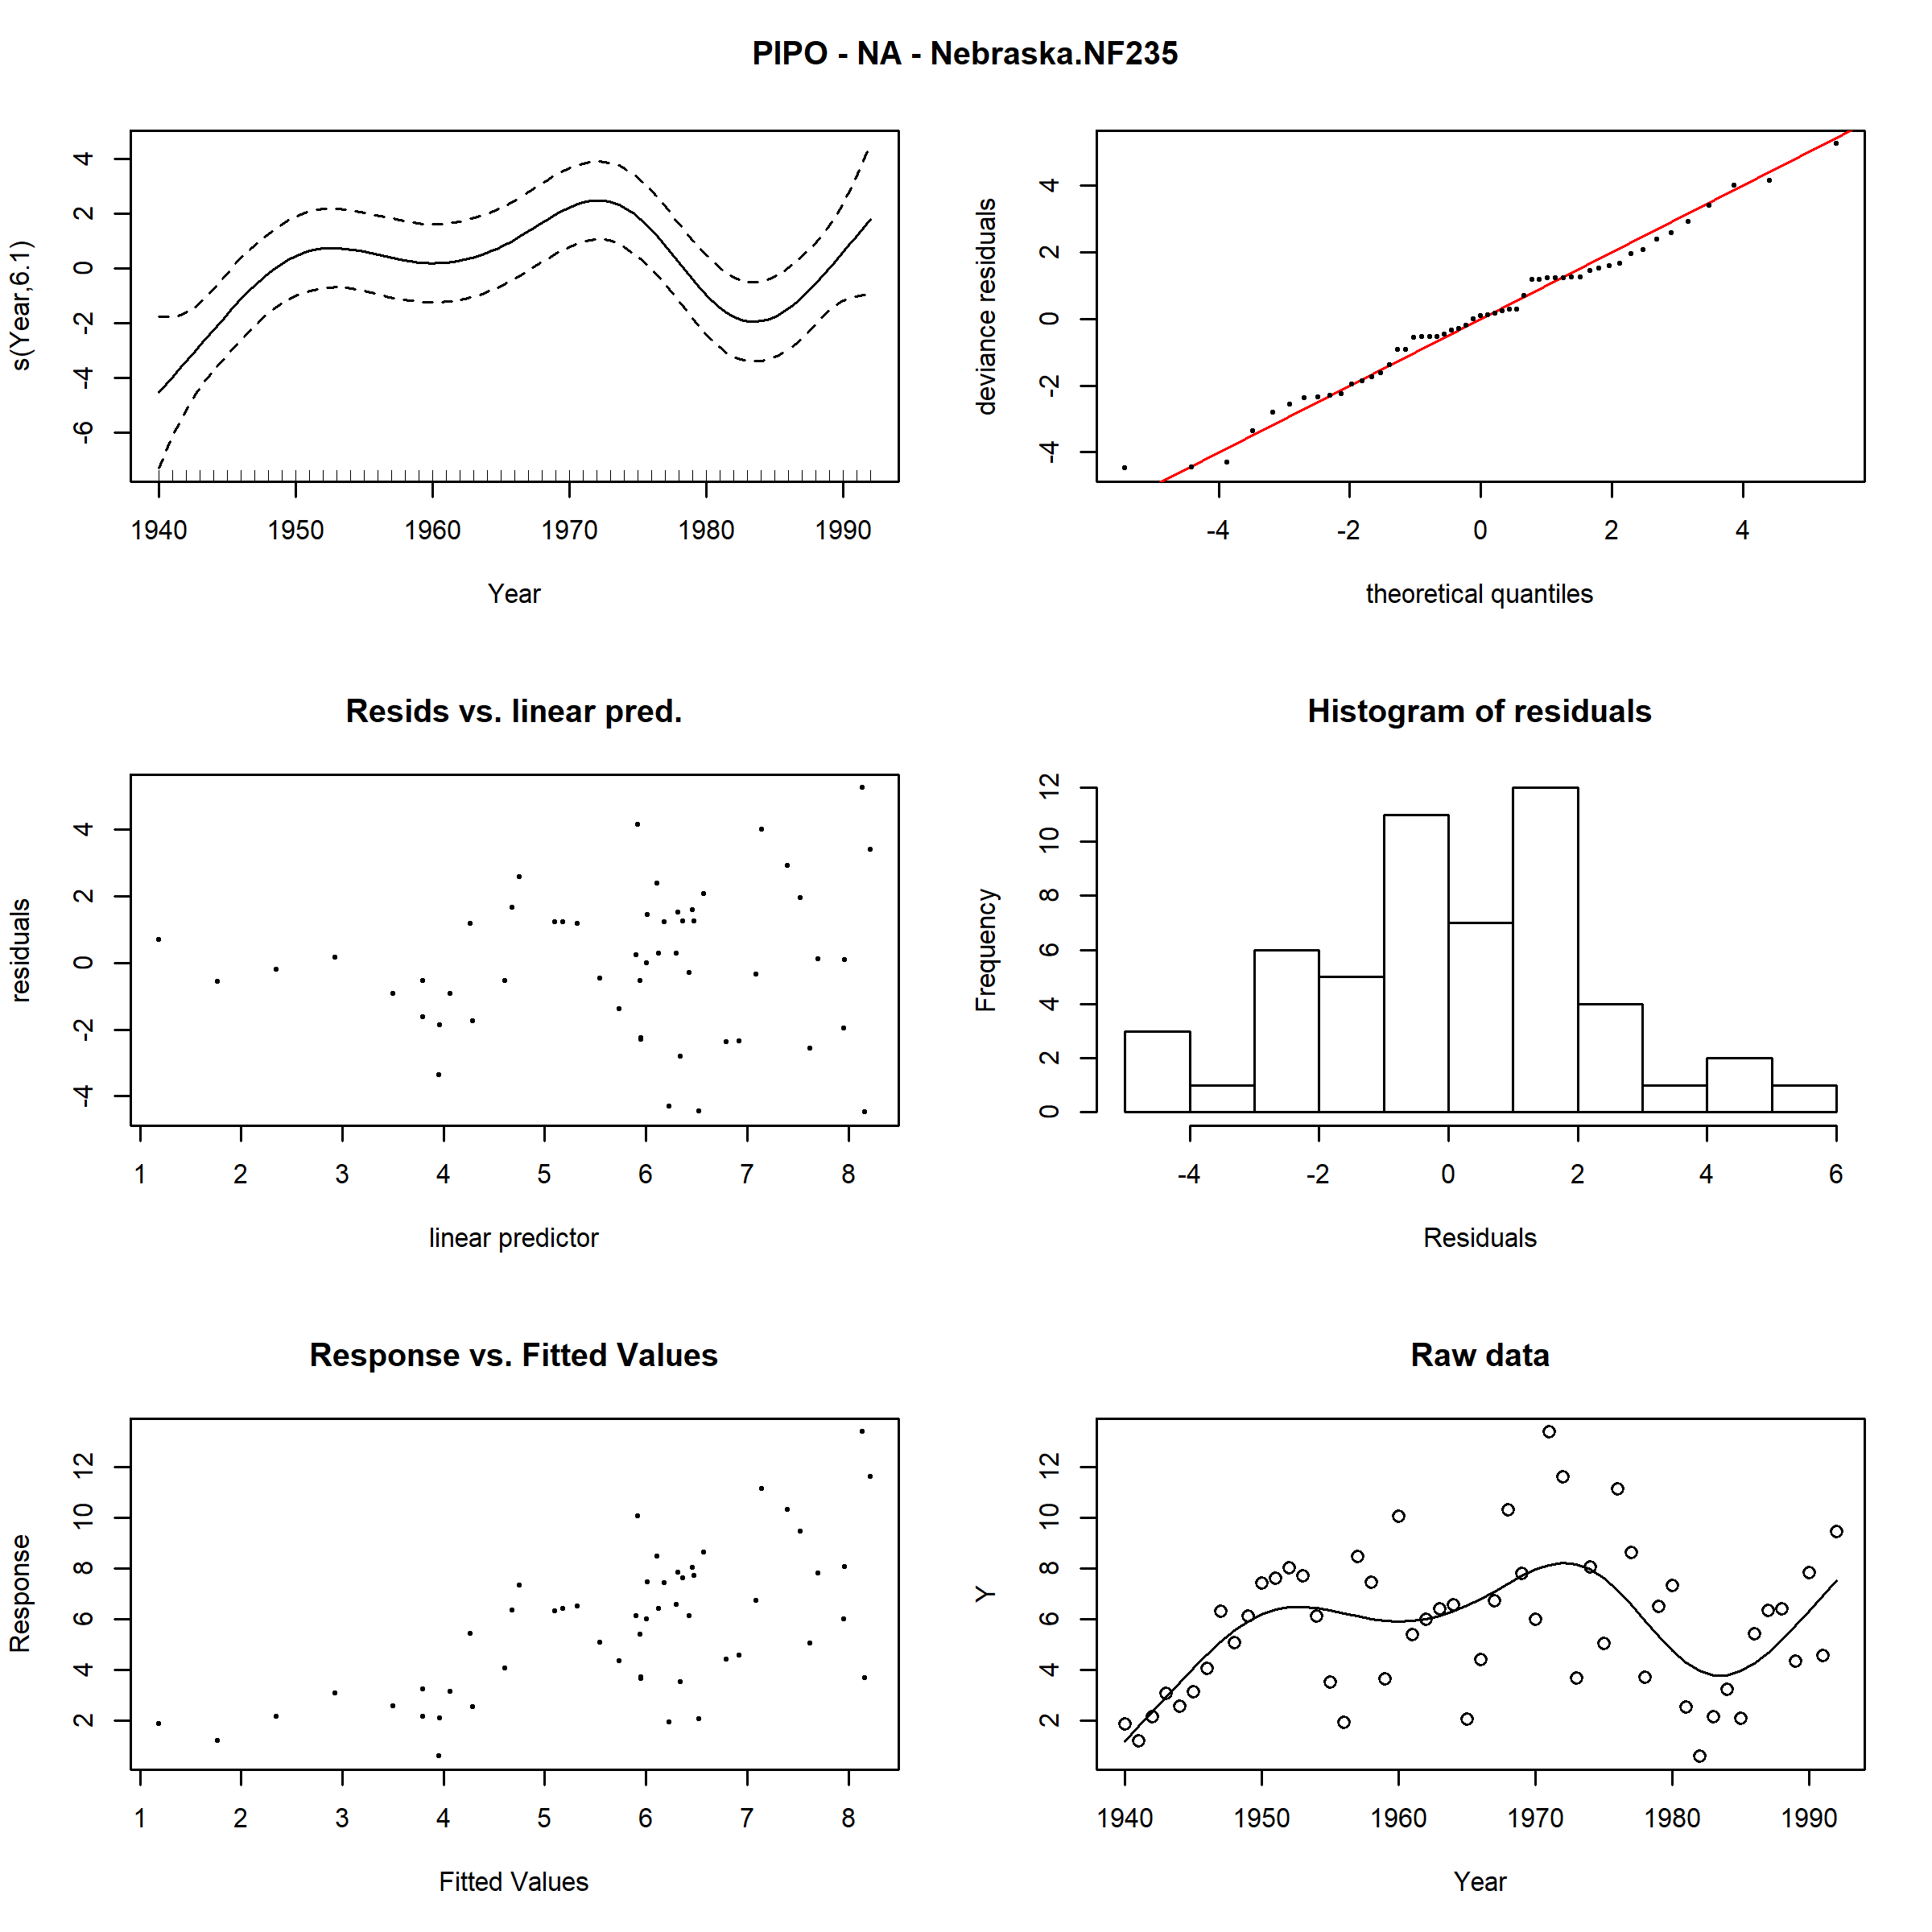 PIPO - NA - Nebraska.NF235
s(Year,6.1)
4
2
0
-2
-4
-6
1940 1950 1960 1970 1980 1990
Year
deviance residuals
4
2
0
-2
-4
-4 -2 0 2 4
theoretical quantiles
Resids vs. linear pred.
residuals
4
2
0
-2
-4
1 2 3 4 5 6 7 8
linear predictor
Histogram of residuals
Frequency
12
10
8
6
4
2
0
-4 -2 0 2 4 6
Residuals
Response vs. Fitted Values
Response
12
10
8
6
4
2
1 2 3 4 5 6 7 8
Fitted Values
Raw data
Y
12
10
8
6
4
2
1940 1950 1960 1970 1980 1990
Year